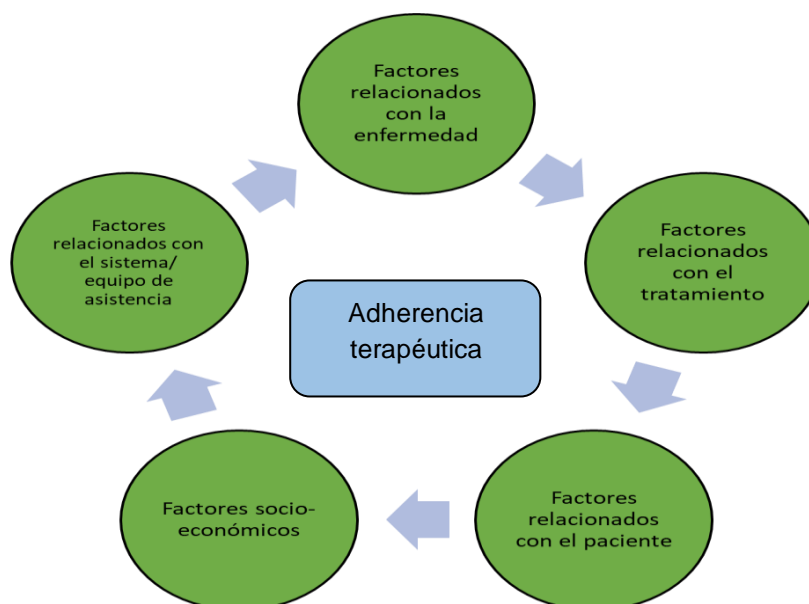 Factores
relacionados
con la
enfermedad
Factores
relacionados con
el sistema/
equipo de
asistencia
Factores
relacionados
con el
tratamiento
Adherencia
terapéutica
Factores socio-
económicos
Factores
relacionados
con el paciente